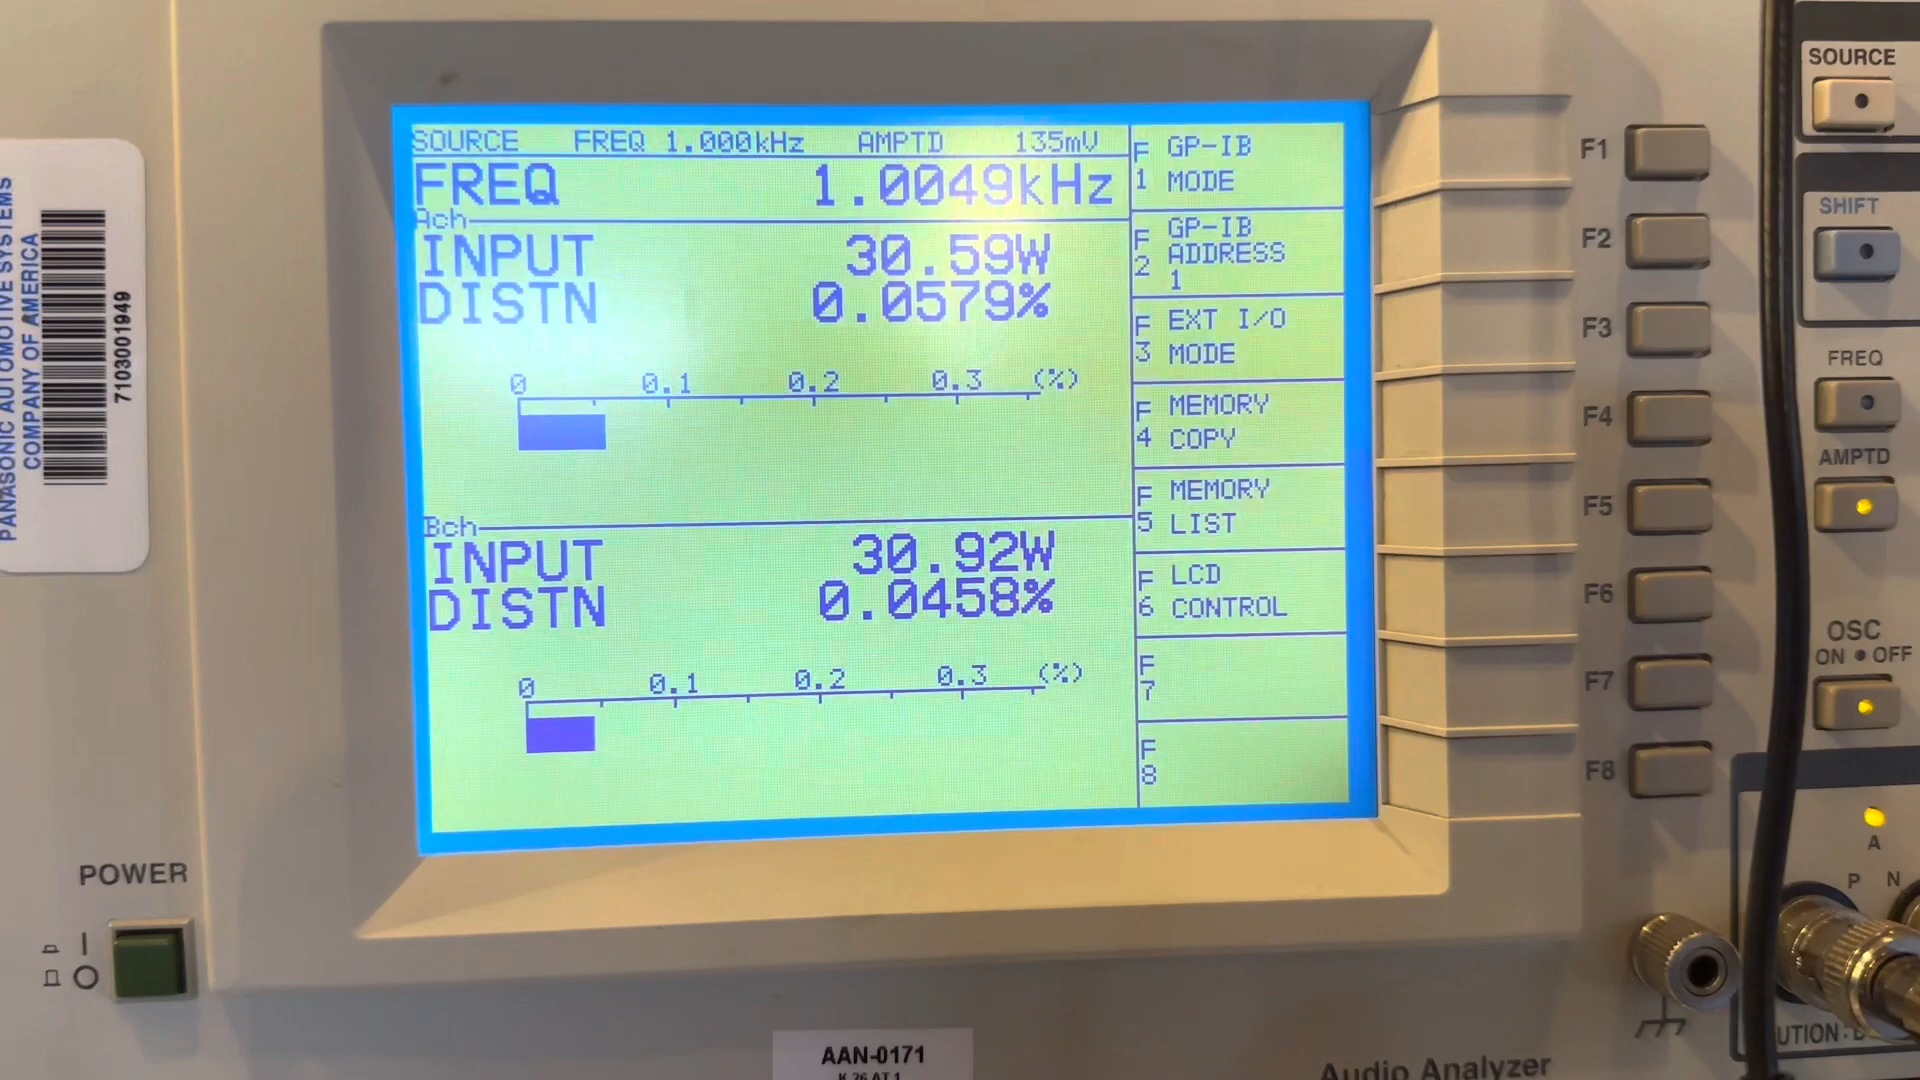 SOURCE FREQ 1.000kHz AMPTD 135mV
FREQ 1.0049kHz
Ach
INPUT 30.59W
DISTN 0.0579%
0 0.1 0.2 0.3 (%)
Bch
INPUT 30.92W
DISTN 0.0458%
0 0.1 0.2 0.3 (%)
F1 GP-IB MODE
F2 GP-IB ADDRESS 1
F3 EXT I/O MODE
F4 MEMORY COPY
F5 MEMORY LIST
F6 LCD CONTROL
F7
F8
F1
F2
F3
F4
F5
F6
F7
F8
SOURCE
SHIFT
FREQ
AMPTD
OSC
ON OFF
A
P N
PANASONIC AUTOMOTIVE SYSTEMS
COMPANY OF AMERICA
7103001949
POWER
AAN-0171
Audio Analyzer